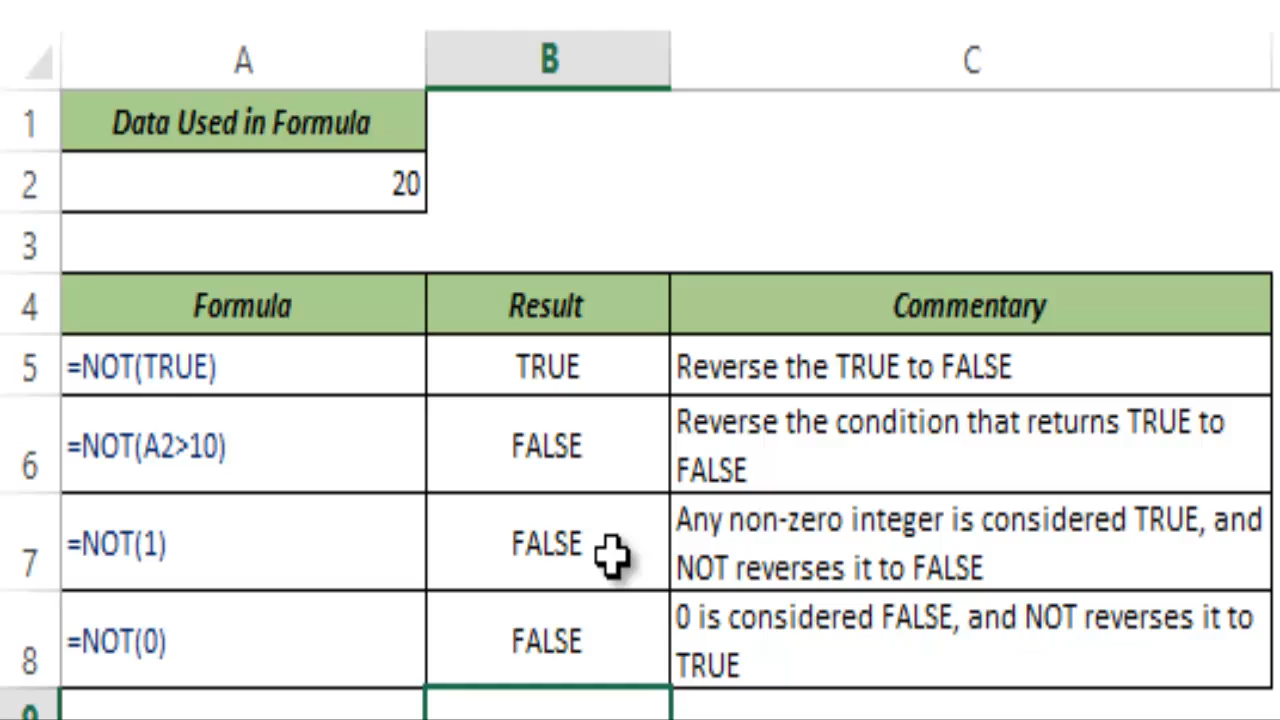 A B C
1 Data Used in Formula
2 20
3
4 Formula Result Commentary
5 =NOT(TRUE) TRUE Reverse the TRUE to FALSE
6 =NOT(A2>10) FALSE Reverse the condition that returns TRUE to
FALSE
7 =NOT(1) FALSE Any non-zero integer is considered TRUE, and
NOT reverses it to FALSE
8 =NOT(0) FALSE 0 is considered FALSE, and NOT reverses it to
TRUE
9